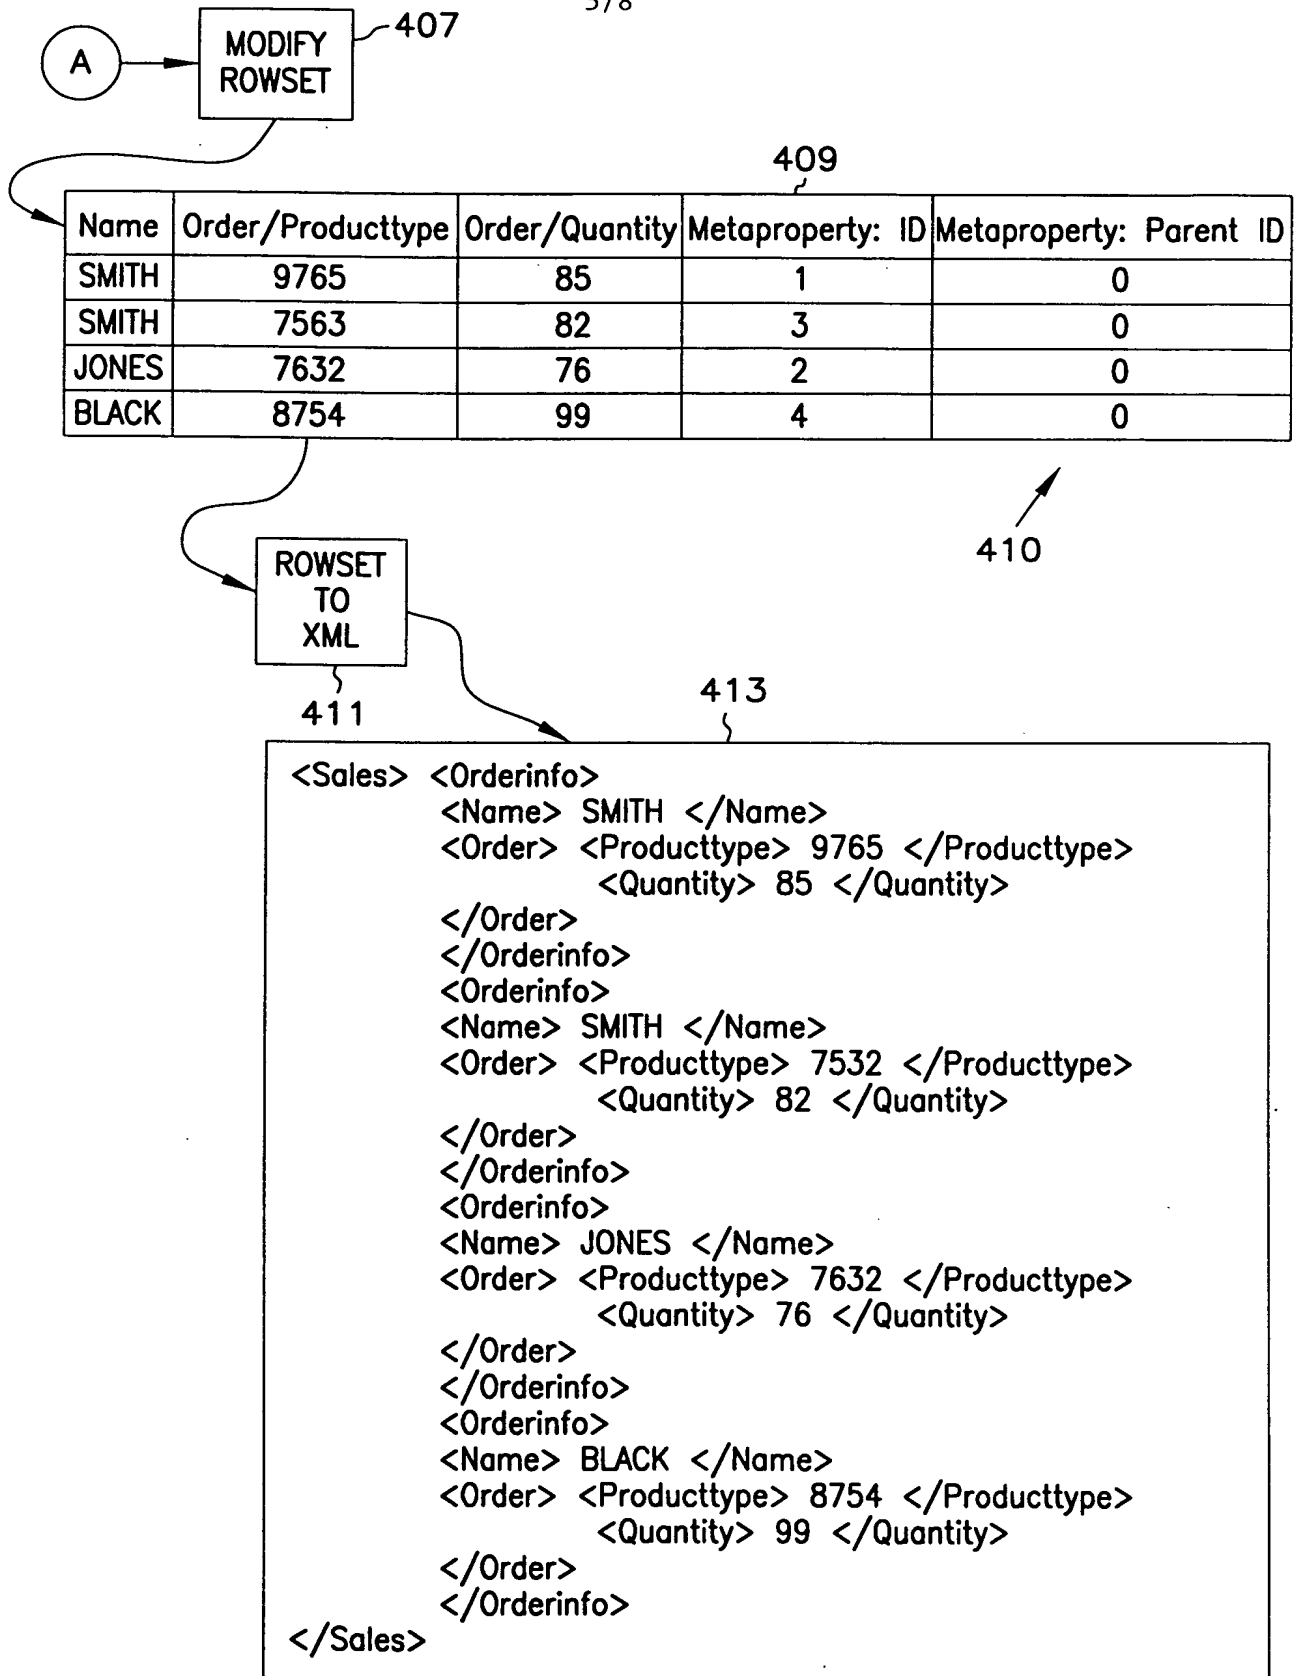 5/8
407
A
MODIFY
ROWSET
409
Name Order/Producttype Order/Quantity Metaproperty: ID Metaproperty: Parent ID
SMITH 9765 85 1 0
SMITH 7563 82 3 0
JONES 7632 76 2 0
BLACK 8754 99 4 0
410
ROWSET
TO
XML
411
413
<Sales> <Orderinfo>
<Name> SMITH </Name>
<Order> <Producttype> 9765 </Producttype>
<Quantity> 85 </Quantity>
</Order>
</Orderinfo>
<Orderinfo>
<Name> SMITH </Name>
<Order> <Producttype> 7532 </Producttype>
<Quantity> 82 </Quantity>
</Order>
</Orderinfo>
<Orderinfo>
<Name> JONES </Name>
<Order> <Producttype> 7632 </Producttype>
<Quantity> 76 </Quantity>
</Order>
</Orderinfo>
<Orderinfo>
<Name> BLACK </Name>
<Order> <Producttype> 8754 </Producttype>
<Quantity> 99 </Quantity>
</Order>
</Orderinfo>
</Sales>